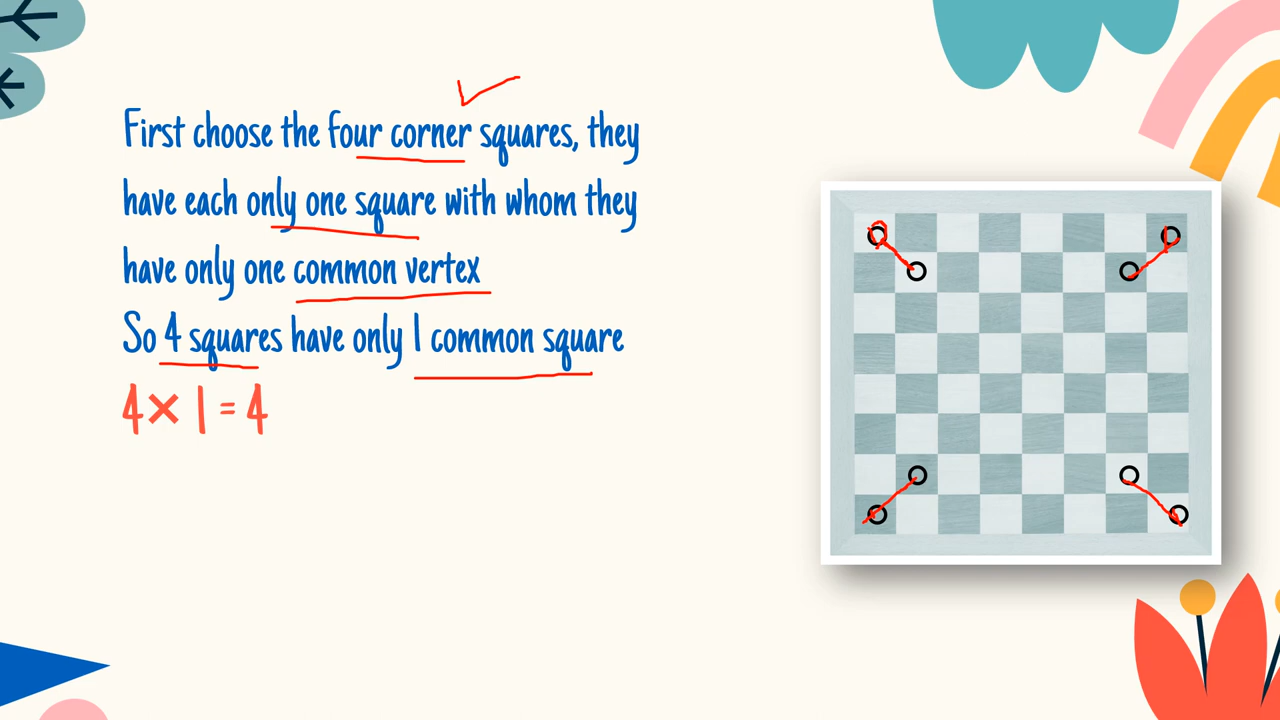 First choose the four corner squares, they
have each only one square with whom they
have only one common vertex
So 4 squares have only 1 common square
4× 1 = 4